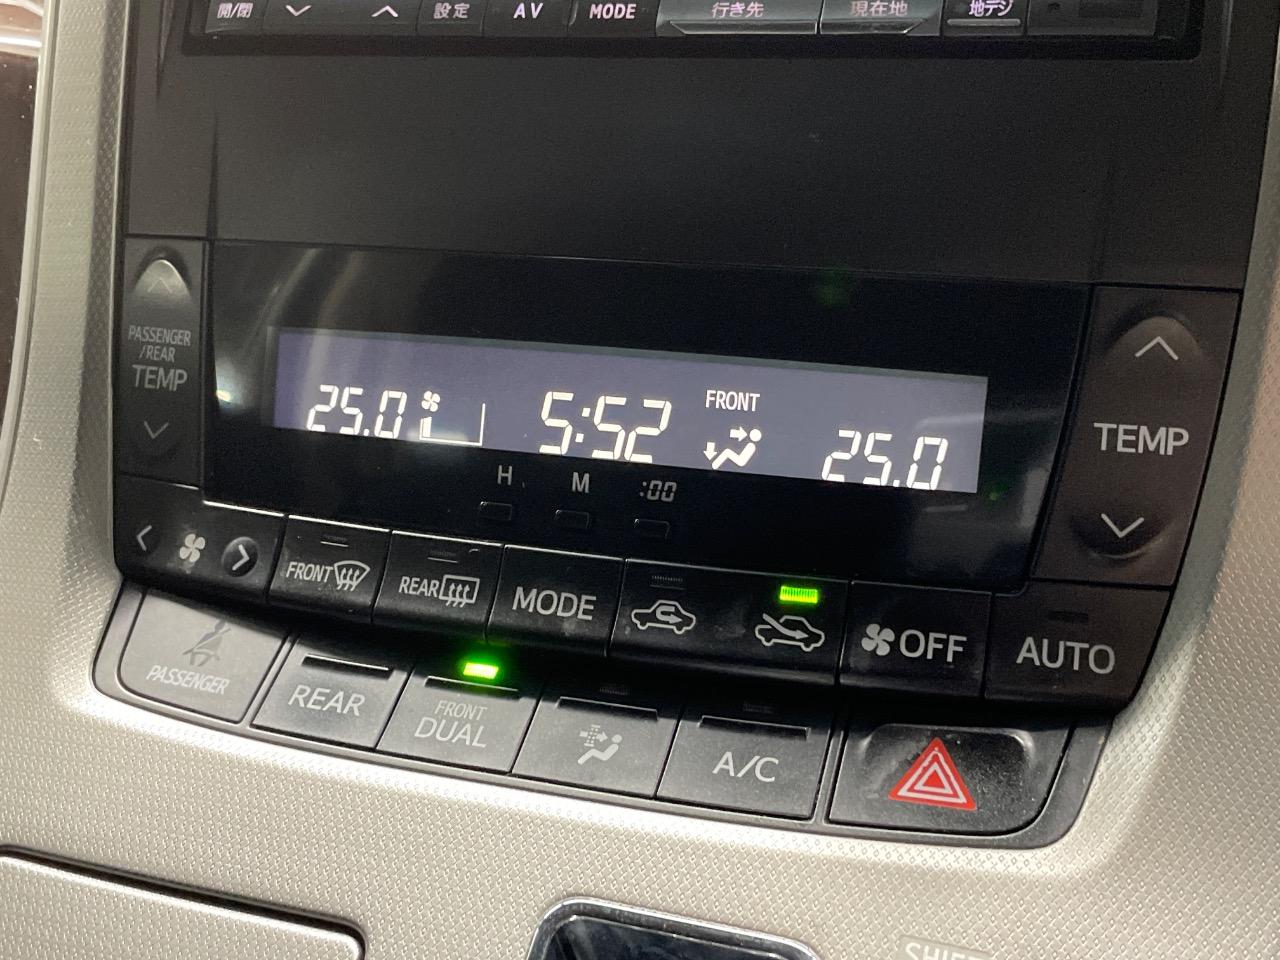 開/閉 設定 AV MODE 行き先 現在地 地デジ
PASSENGER
/REAR
TEMP
25.0 5:52 FRONT 25.0
TEMP
H M :00
FRONT REAR MODE OFF AUTO
PASSENGER REAR FRONT
DUAL A/C
SHIFT